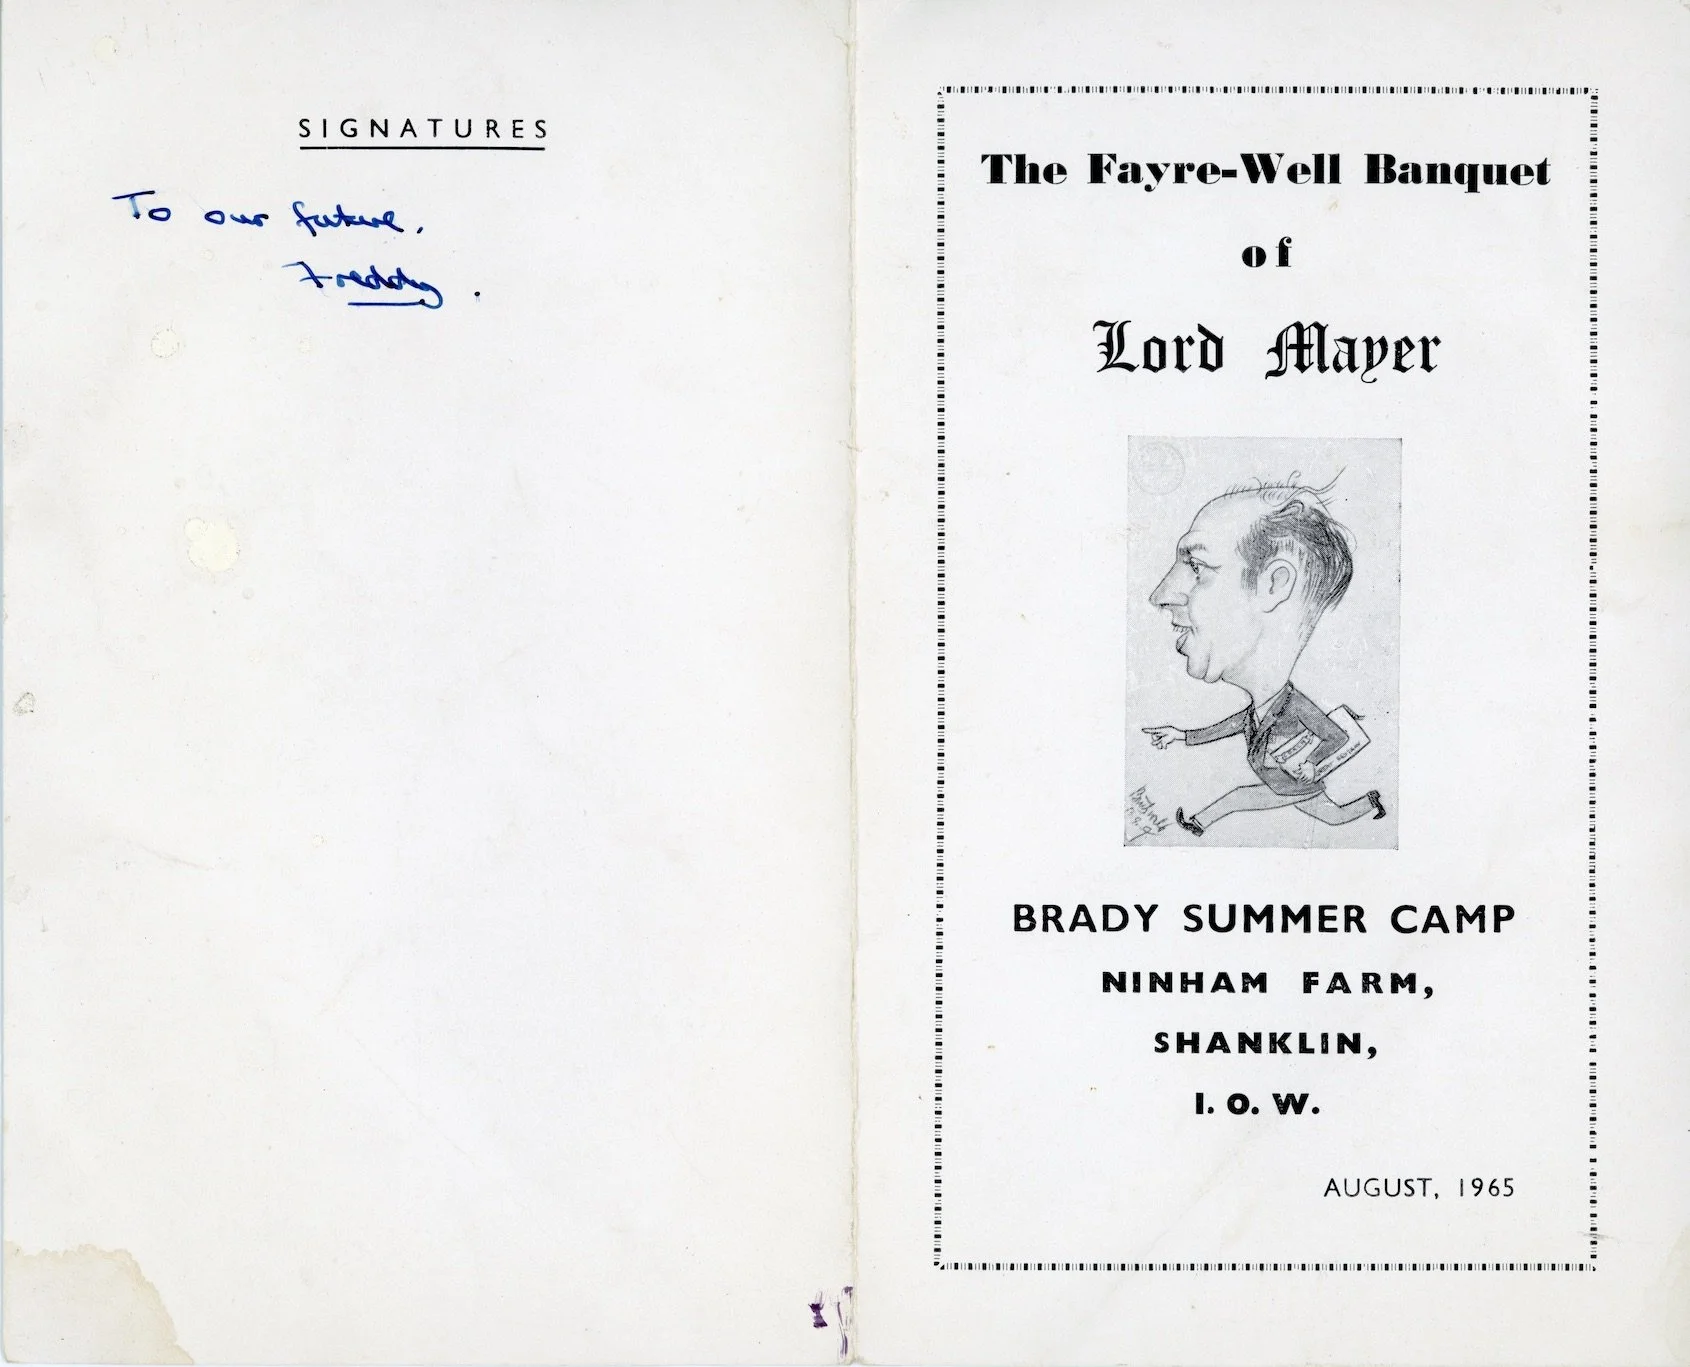 SIGNATURES
To our future,
Freddy.
The Fayre-Well Banquet
of
Lord Mayer
BRADY SUMMER CAMP
NINHAM FARM,
SHANKLIN,
I. O. W.
AUGUST, 1965